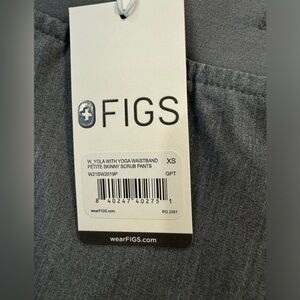 FIGS
W_YOLA WITH YOGA WAISTBAND XS
PETITE SKINNY SCRUB PANTS
W21SW2019P GPT
8 40247 40275 1
wearFIGS.com PO 2351